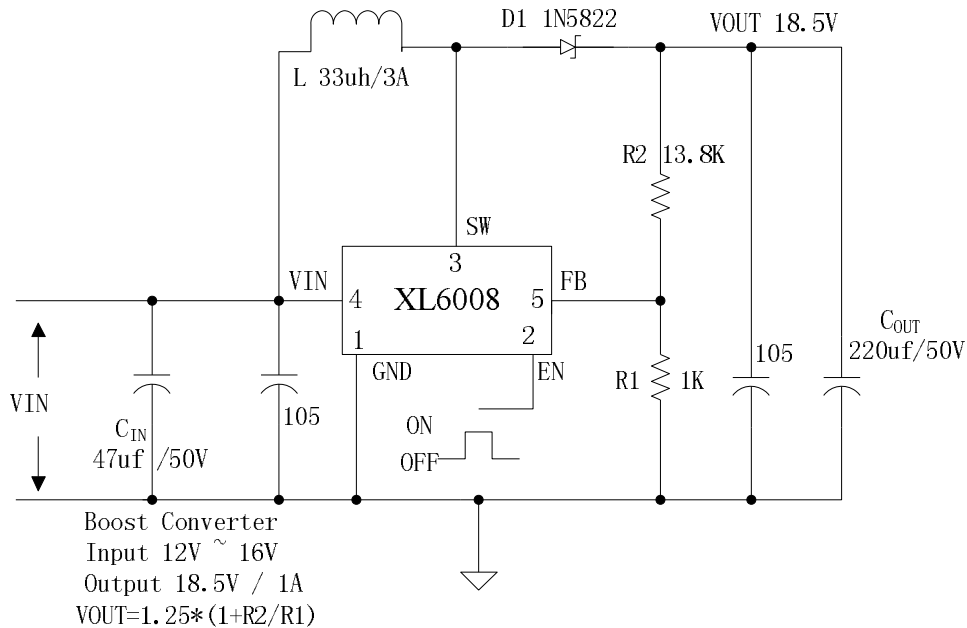 D1 1N5822
VOUT 18.5V
L 33uh/3A
R2 13.8K
SW
3
VIN
4
XL6008
5
FB
1
2
GND
EN
COUT
220uf/50V
105
R1 1K
VIN
CIN
47uf /50V
105
ON
OFF
Boost Converter
Input 12V ~ 16V
Output 18.5V / 1A
VOUT=1.25*(1+R2/R1)